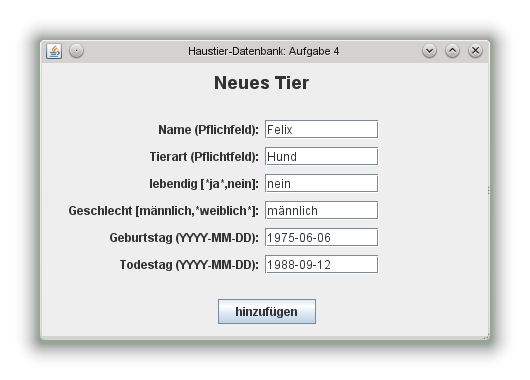 Haustier-Datenbank: Aufgabe 4
Neues Tier
Name (Pflichfeld): Felix
Tierart (Pflichtfeld): Hund
lebendig [*ja*,nein]: nein
Geschlecht [männlich,*weiblich*]: männlich
Geburtstag (YYYY-MM-DD): 1975-06-06
Todestag (YYYY-MM-DD): 1988-09-12
hinzufügen